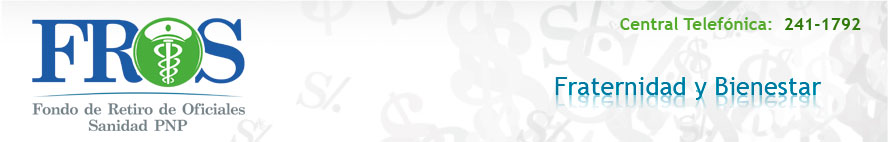 FROS
Fondo de Retiro de Oficiales
Sanidad PNP
Central Telefónica: 241-1792
Fraternidad y Bienestar